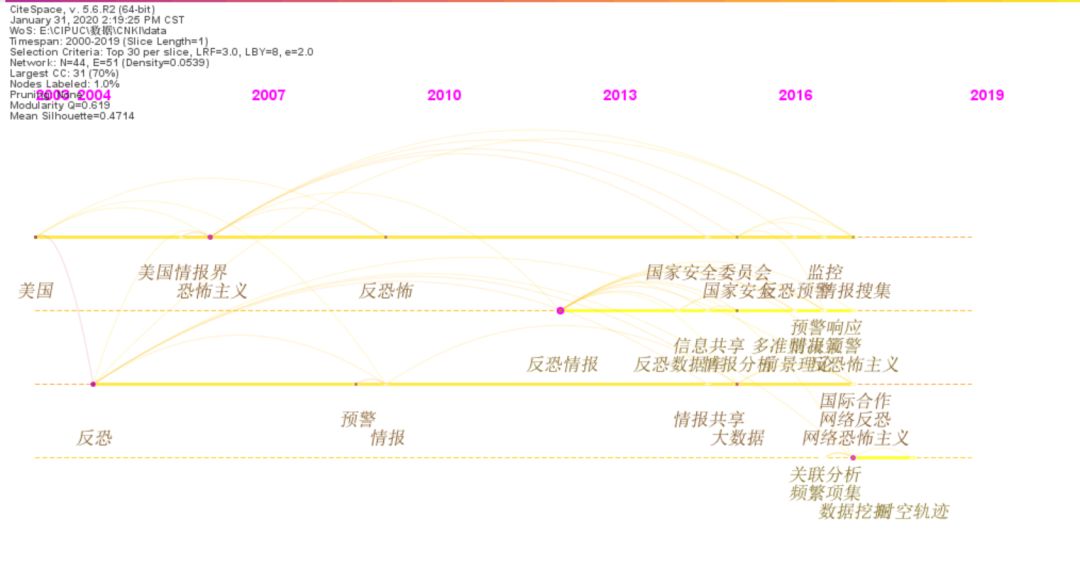 CiteSpace, v. 5.6.R2 (64-bit)
January 31, 2020 2:19:25 PM CST
WoS: E:\CIPUC\数据\CNKI\data
Timespan: 2000-2019 (Slice Length=1)
Selection Criteria: Top 30 per slice, LRF=3.0, LBY=8, e=2.0
Network: N=44, E=51 (Density=0.0539)
Largest CC: 31 (70%)
Nodes Labeled: 1.0%
Pruning: None
Modularity Q=0.619
Mean Silhouette=0.4714
2003 2004 2007 2010 2013 2016 2019
美国情报界 国家安全委员会 监控
美国 恐怖主义 反恐怖 国家安全 反恐预警 情报搜集
预警响应
信息共享
反恐情报 反恐数据库 情报分析 前景理论 反恐怖主义
国际合作
预警 情报共享 网络反恐
反恐 情报 大数据 网络恐怖主义
关联分析
频繁项集
数据挖掘 时空轨迹